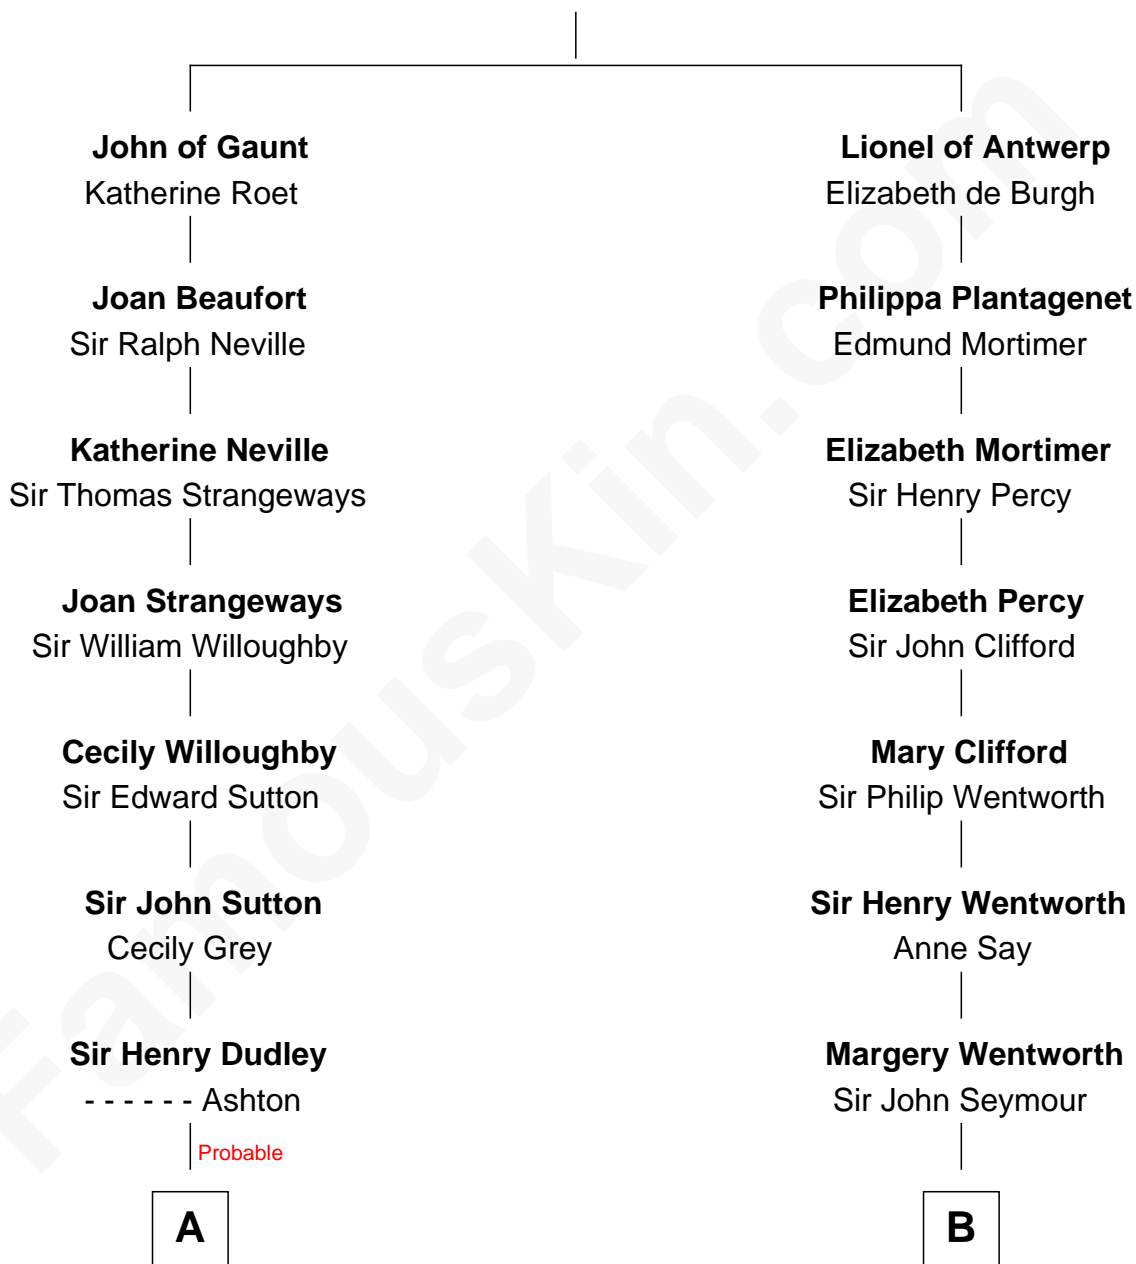 John of Gaunt
Katherine Roet
Joan Beaufort
Sir Ralph Neville
Katherine Neville
Sir Thomas Strangeways
Joan Strangeways
Sir William Willoughby
Cecily Willoughby
Sir Edward Sutton
Sir John Sutton
Cecily Grey
Sir Henry Dudley
- - - - - - Ashton
Probable
A
Lionel of Antwerp
Elizabeth de Burgh
Philippa Plantagenet
Edmund Mortimer
Elizabeth Mortimer
Sir Henry Percy
Elizabeth Percy
Sir John Clifford
Mary Clifford
Sir Philip Wentworth
Sir Henry Wentworth
Anne Say
Margery Wentworth
Sir John Seymour
B
FamousKin.com